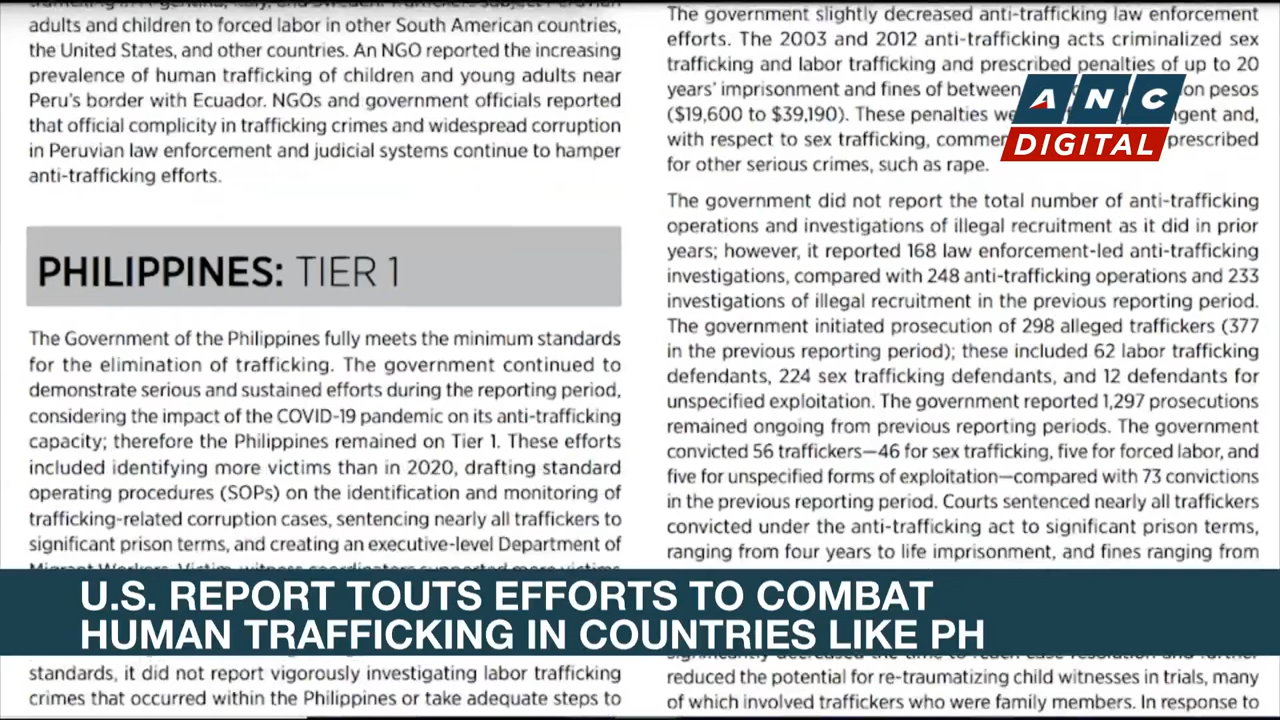 adults and children to forced labor in other South American countries,
the United States, and other countries. An NGO reported the increasing
prevalence of human trafficking of children and young adults near
Peru's border with Ecuador. NGOs and government officials reported
that official complicity in trafficking crimes and widespread corruption
in Peruvian law enforcement and judicial systems continue to hamper
anti-trafficking efforts.
PHILIPPINES: TIER 1
The Government of the Philippines fully meets the minimum standards
for the elimination of trafficking. The government continued to
demonstrate serious and sustained efforts during the reporting period,
considering the impact of the COVID-19 pandemic on its anti-trafficking
capacity; therefore the Philippines remained on Tier 1. These efforts
included identifying more victims than in 2020, drafting standard
operating procedures (SOPs) on the identification and monitoring of
trafficking-related corruption cases, sentencing nearly all traffickers to
significant prison terms, and creating an executive-level Department of
standards, it did not report vigorously investigating labor trafficking
crimes that occurred within the Philippines or take adequate steps to
The government slightly decreased anti-trafficking law enforcement
efforts. The 2003 and 2012 anti-trafficking acts criminalized sex
trafficking and labor trafficking and prescribed penalties of up to 20
years' imprisonment and fines of between pesos
($19,600 to $39,190). These penalties and,
with respect to sex trafficking, prescribed
for other serious crimes, such as rape.
The government did not report the total number of anti-trafficking
operations and investigations of illegal recruitment as it did in prior
years; however, it reported 168 law enforcement-led anti-trafficking
investigations, compared with 248 anti-trafficking operations and 233
investigations of illegal recruitment in the previous reporting period.
The government initiated prosecution of 298 alleged traffickers (377
in the previous reporting period); these included 62 labor trafficking
defendants, 224 sex trafficking defendants, and 12 defendants for
unspecified exploitation. The government reported 1,297 prosecutions
remained ongoing from previous reporting periods. The government
convicted 56 traffickers—46 for sex trafficking, five for forced labor, and
five for unspecified forms of exploitation—compared with 73 convictions
in the previous reporting period. Courts sentenced nearly all traffickers
convicted under the anti-trafficking act to significant prison terms,
ranging from four years to life imprisonment, and fines ranging from
reduced the potential for re-traumatizing child witnesses in trials, many
of which involved traffickers who were family members. In response to
ANC
DIGITAL
U.S. REPORT TOUTS EFFORTS TO COMBAT
HUMAN TRAFFICKING IN COUNTRIES LIKE PH